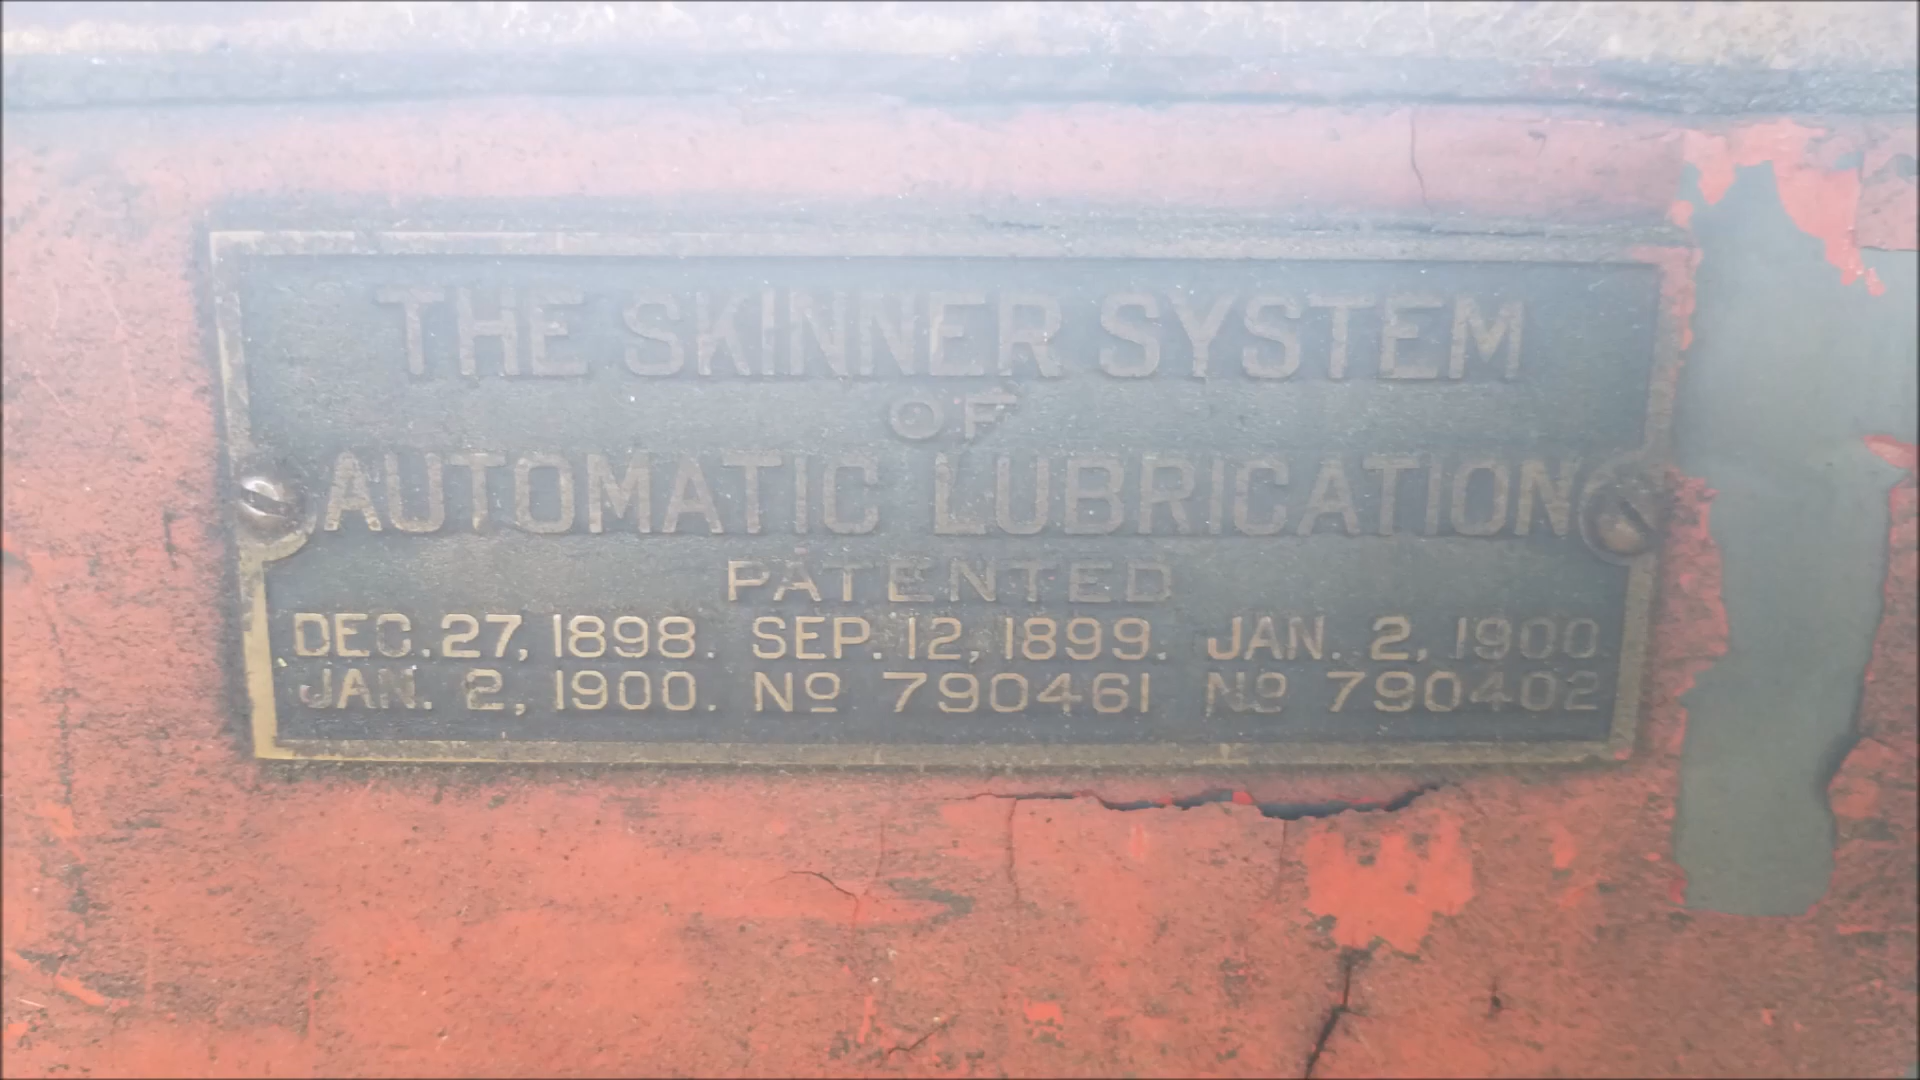 THE SKINNER SYSTEM
OF
AUTOMATIC LUBRICATION
PATENTED
DEC. 27, 1898. SEP. 12, 1899. JAN. 2, 1900
JAN. 2, 1900. No 790461 No 790402